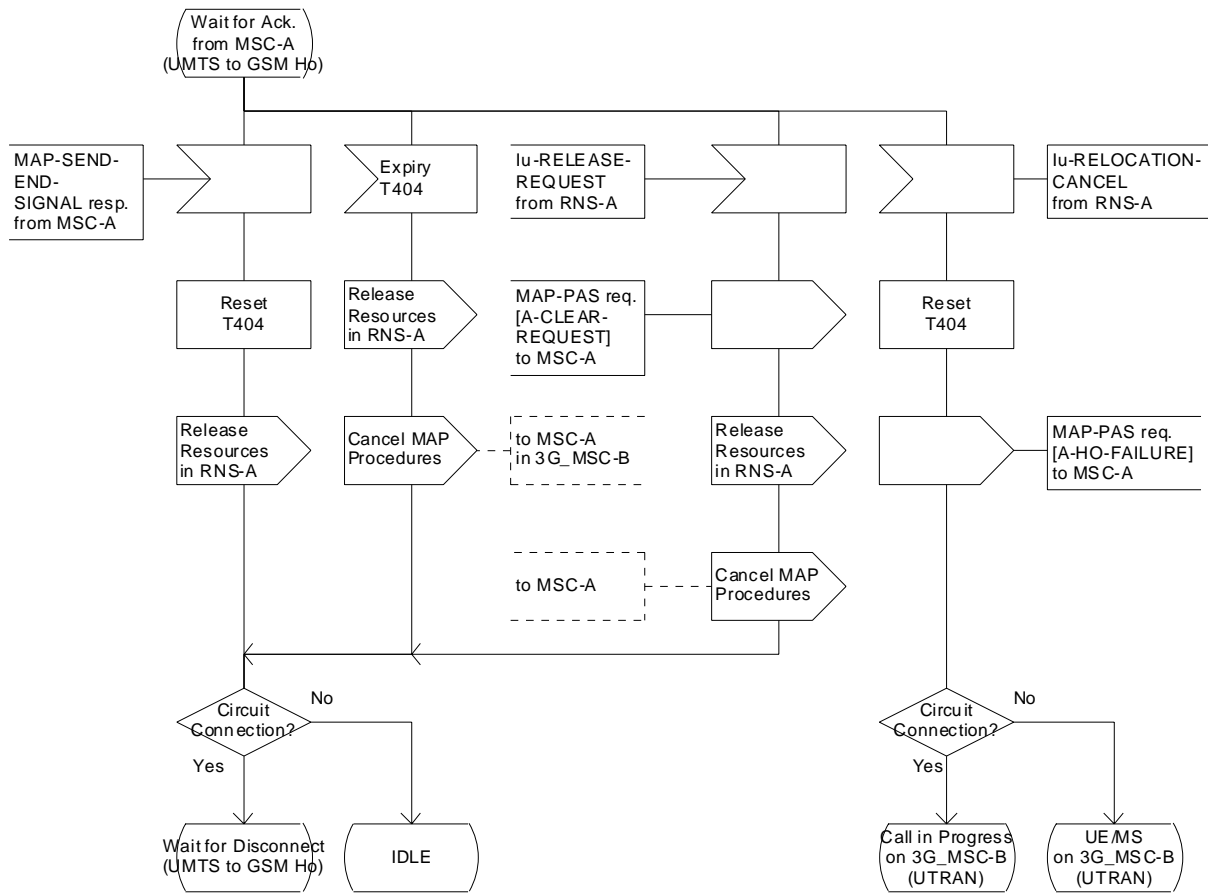 Wait for Ack.
from MSC-A
(UMTS to GSM Ho)
MAP-SEND-
END-
SIGNAL resp.
from MSC-A
Expiry
T404
Iu-RELEASE-
REQUEST
from RNS-A
Iu-RELOCATION-
CANCEL
from RNS-A
Reset
T404
Release
Resources
in RNS-A
MAP-PAS req.
[A-CLEAR-
REQUEST]
to MSC-A
Reset
T404
Release
Resources
in RNS-A
Cancel MAP
Procedures
to MSC-A
in 3G_MSC-B
Release
Resources
in RNS-A
MAP-PAS req.
[A-HO-FAILURE]
to MSC-A
to MSC-A
Cancel MAP
Procedures
Circuit
Connection?
No
Yes
Circuit
Connection?
No
Yes
Wait for Disconnect
(UMTS to GSM Ho)
IDLE
Call in Progress
on 3G_MSC-B
(UTRAN)
UE/MS
on 3G_MSC-B
(UTRAN)